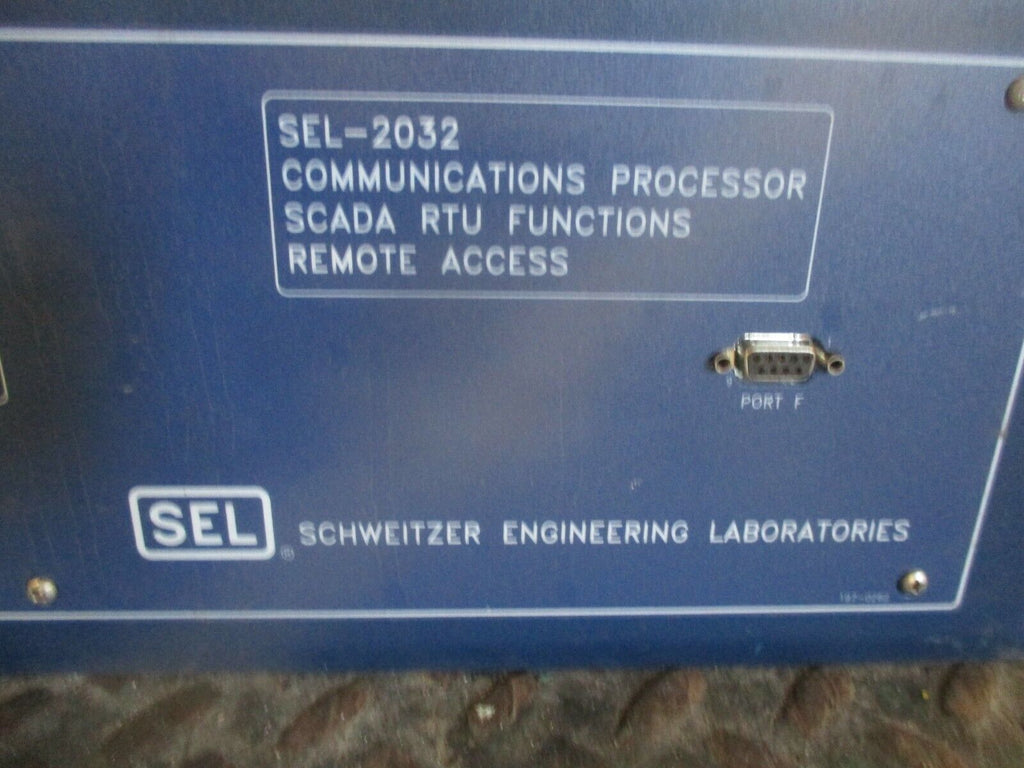 SEL-2032
COMMUNICATIONS PROCESSOR
SCADA RTU FUNCTIONS
REMOTE ACCESS
PORT F
SEL® SCHWEITZER ENGINEERING LABORATORIES